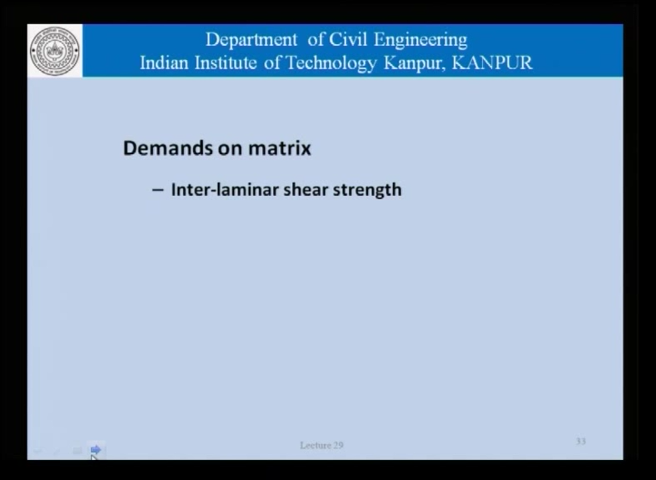 Department of Civil Engineering
Indian Institute of Technology Kanpur, KANPUR
Demands on matrix
– Inter-laminar shear strength
Lecture 29
53